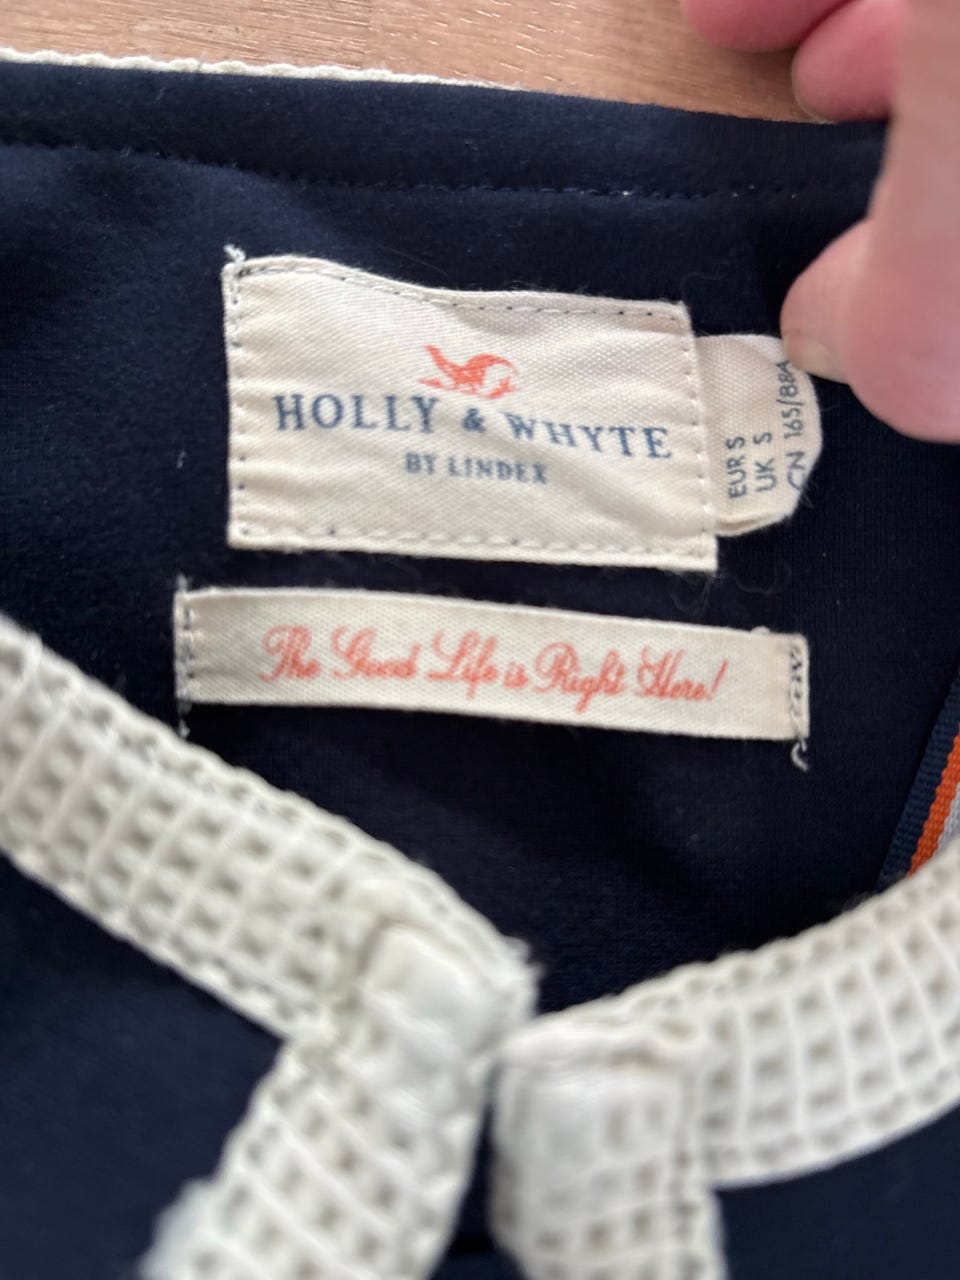 HOLLY & WHYTE
BY LINDEX
EUR S
UK S
CN 165/88A
The Good Life is Right Here!